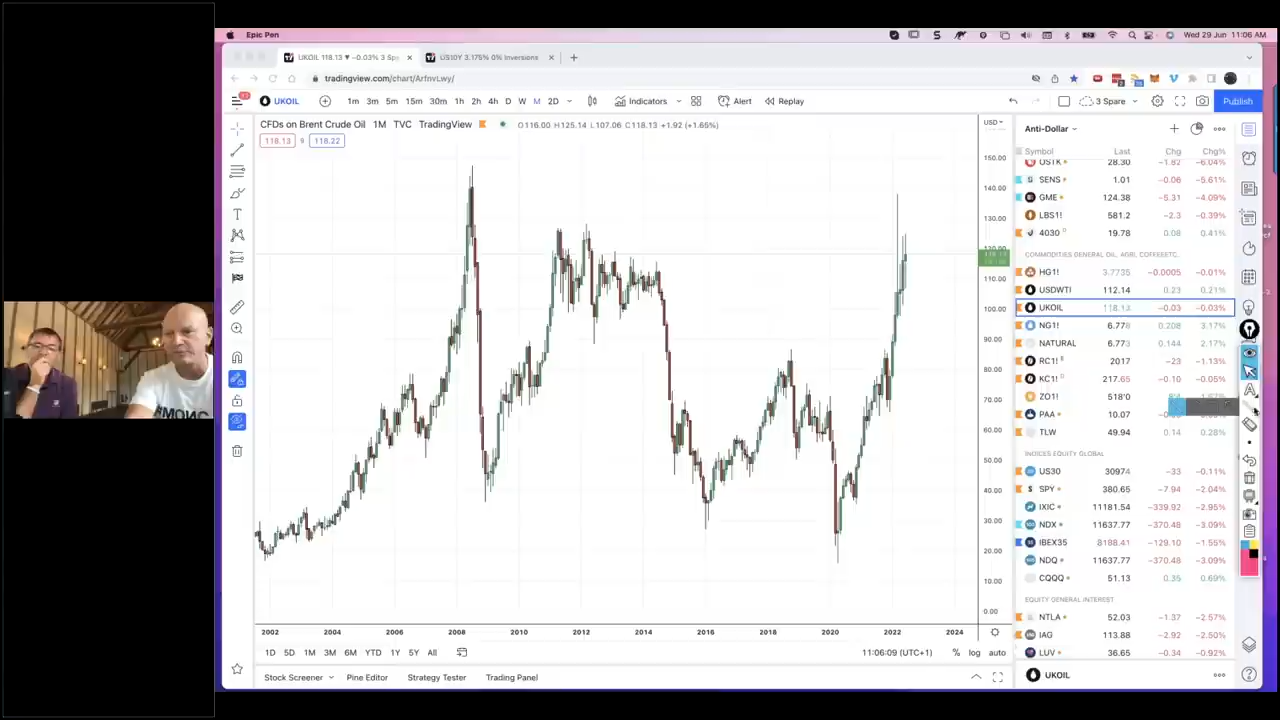 Epic Pen
Wed 29 Jun 11:06 AM
UKOIL 118.13 ▼ −0.03% 3 Spa
US10Y 3.175% 0% Inversions
UKOIL
1m 3m 5m 15m 30m 1h 2h 4h D W M 2D
Indicators
Alert
Replay
3 Spare
Publish
CFDs on Brent Crude Oil 1M TVC TradingView
O116.00 H125.14 L107.06 C118.13 +1.92 (+1.65%)
118.13 9 118.22
USD
150.00
140.00
130.00
120.00
110.00
100.00
90.00
80.00
70.00
60.00
50.00
40.00
30.00
20.00
10.00
0.00
2002 2004 2006 2008 2010 2012 2014 2016 2018 2020 2022 2024
1D 5D 1M 3M 6M YTD 1Y 5Y All
11:06:09 (UTC+1) % log auto
Stock Screener Pine Editor Strategy Tester Trading Panel
Anti-Dollar
Symbol Last Chg Chg%
OSTK 28.30 −1.82 −6.04%
SENS 1.01 −0.06 −5.61%
GME 124.38 −5.31 −4.09%
LBS1! 581.2 −2.3 −0.39%
4030 19.78 0.08 0.41%
COMMODITIES GENERAL OIL, AGRI, COFFEEETC,
HG1! 3.7735 −0.0005 −0.01%
USDWTI 112.14 0.23 0.21%
UKOIL 118.13 −0.03 −0.03%
NG1! 6.778 0.208 3.17%
NATURAL 6.773 0.144 2.17%
RC1! 2017 −23 −1.13%
KC1! 217.65 −0.10 −0.05%
ZO1! 518'0
PAA 10.07
TLW 49.94 0.14 0.28%
INDICES EQUITY GLOBAL
US30 30974 −33 −0.11%
SPY 380.65 −7.94 −2.04%
IXIC 11181.54 −339.92 −2.95%
NDX 11637.77 −370.48 −3.09%
IBEX35 8188.41 −129.10 −1.55%
NDQ 11637.77 −370.48 −3.09%
CQQQ 51.13 0.35 0.69%
EQUITY GENERAL INTEREST
NTLA 52.03 −1.37 −2.57%
IAG 113.88 −2.92 −2.50%
LUV 36.65 −0.34 −0.92%
UKOIL